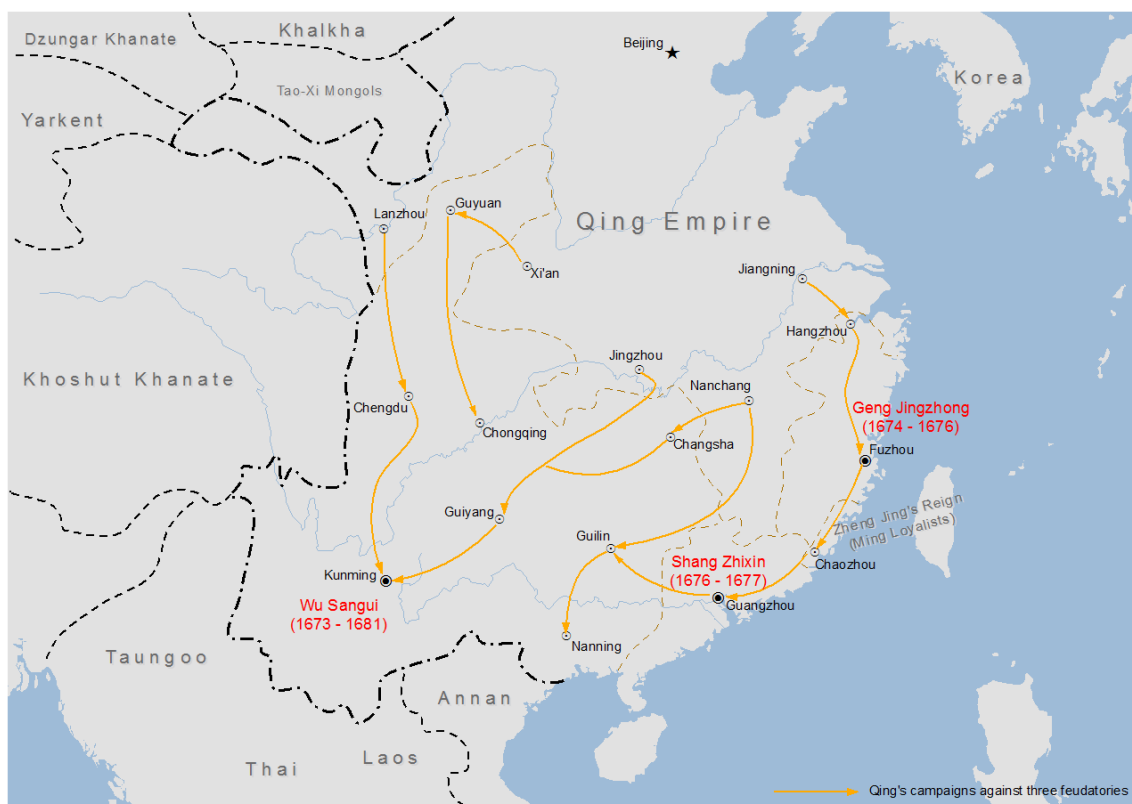 Khalkha
Dzungar Khanate
Beijing
Korea
Tao-Xi Mongols
Yarkent
Lanzhou
Guyuan
Qing Empire
Xi'an
Jiangning
Hangzhou
Jingzhou
Khoshut Khanate
Nanchang
Chengdu
Geng Jingzhong
(1674 - 1676)
Chongqing
Changsha
Fuzhou
Guiyang
Zheng Jing's Reign
(Ming Loyalists)
Guilin
Chaozhou
Shang Zhixin
(1676 - 1677)
Kunming
Guangzhou
Wu Sangui
(1673 - 1681)
Nanning
Taungoo
Annan
Laos
Thai
Qing's campaigns against three feudatories